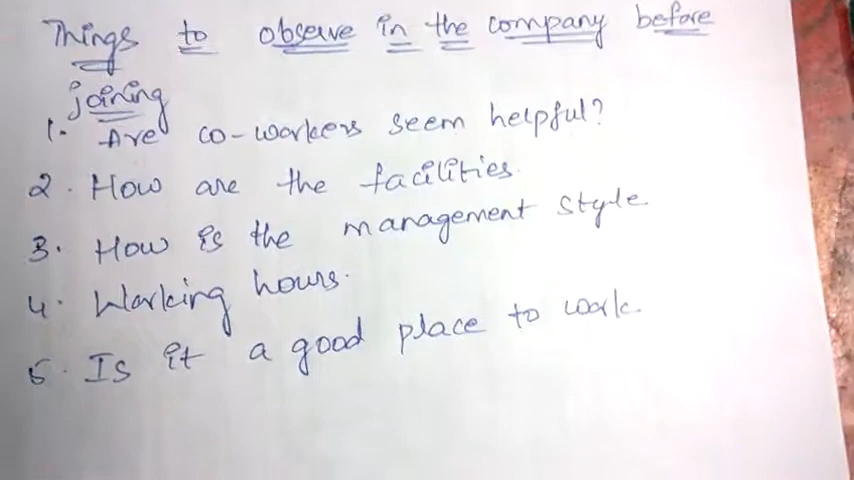 Things to observe in the company before
joining
1. Are co-workers seem helpful?
2. How are the facilities.
3. How is the management style
4. Working hours.
5. Is it a good place to work